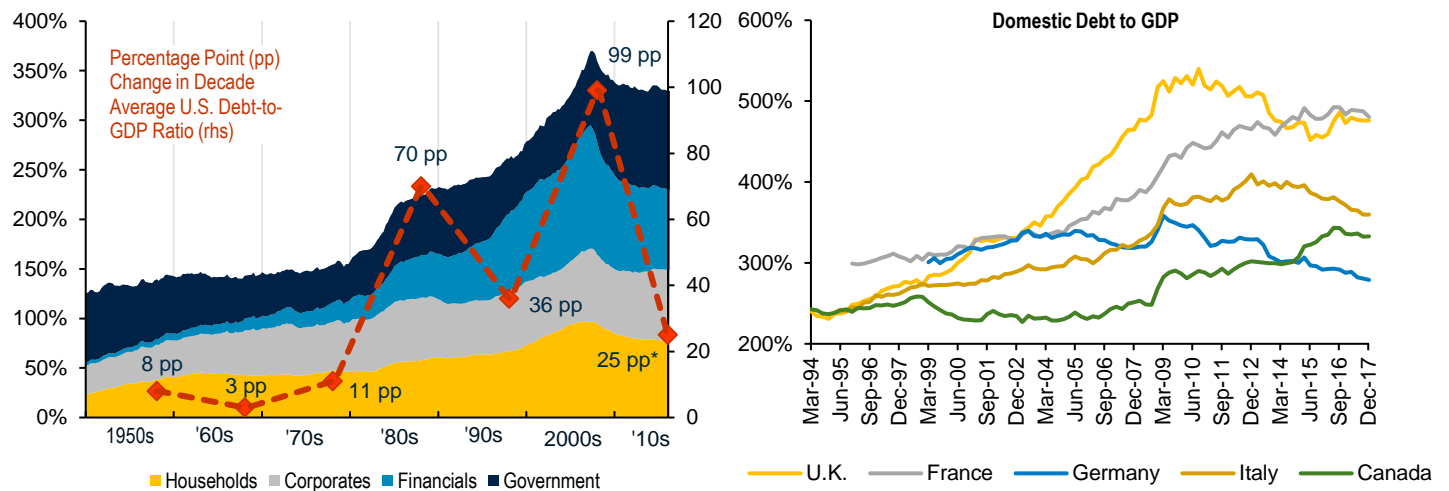 400%
350%
300%
250%
200%
150%
100%
50%
0%
Percentage Point (pp)
Change in Decade
Average U.S. Debt-to-
GDP Ratio (rhs)
8 pp
3 pp
11 pp
70 pp
36 pp
99 pp
25 pp*
120
100
80
60
40
20
0
1950s '60s '70s '80s '90s 2000s '10s
Households Corporates Financials Government
Domestic Debt to GDP
600%
500%
400%
300%
200%
Mar-94
Jun-95
Sep-96
Dec-97
Mar-99
Jun-00
Sep-01
Dec-02
Mar-04
Jun-05
Sep-06
Dec-07
Mar-09
Jun-10
Sep-11
Dec-12
Mar-14
Jun-15
Sep-16
Dec-17
U.K. France Germany Italy Canada